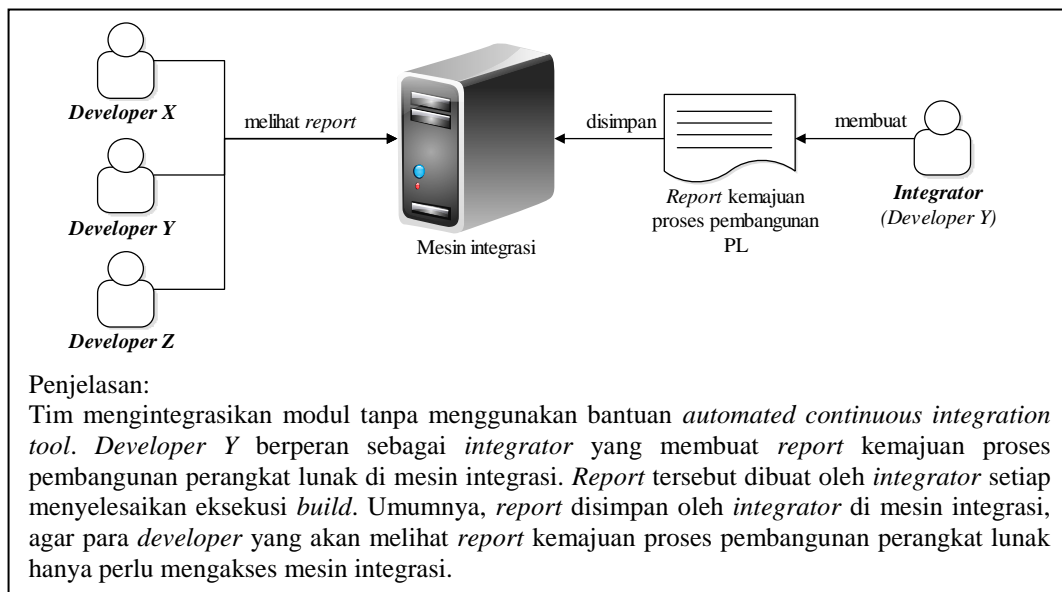 Developer X
melihat report
disimpan
membuat
Developer Y
Report kemajuan
proses pembangunan
PL
Integrator
(Developer Y)
Mesin integrasi
Developer Z
Penjelasan:
Tim mengintegrasikan modul tanpa menggunakan bantuan automated continuous integration
tool. Developer Y berperan sebagai integrator yang membuat report kemajuan proses
pembangunan perangkat lunak di mesin integrasi. Report tersebut dibuat oleh integrator setiap
menyelesaikan eksekusi build. Umumnya, report disimpan oleh integrator di mesin integrasi,
agar para developer yang akan melihat report kemajuan proses pembangunan perangkat lunak
hanya perlu mengakses mesin integrasi.